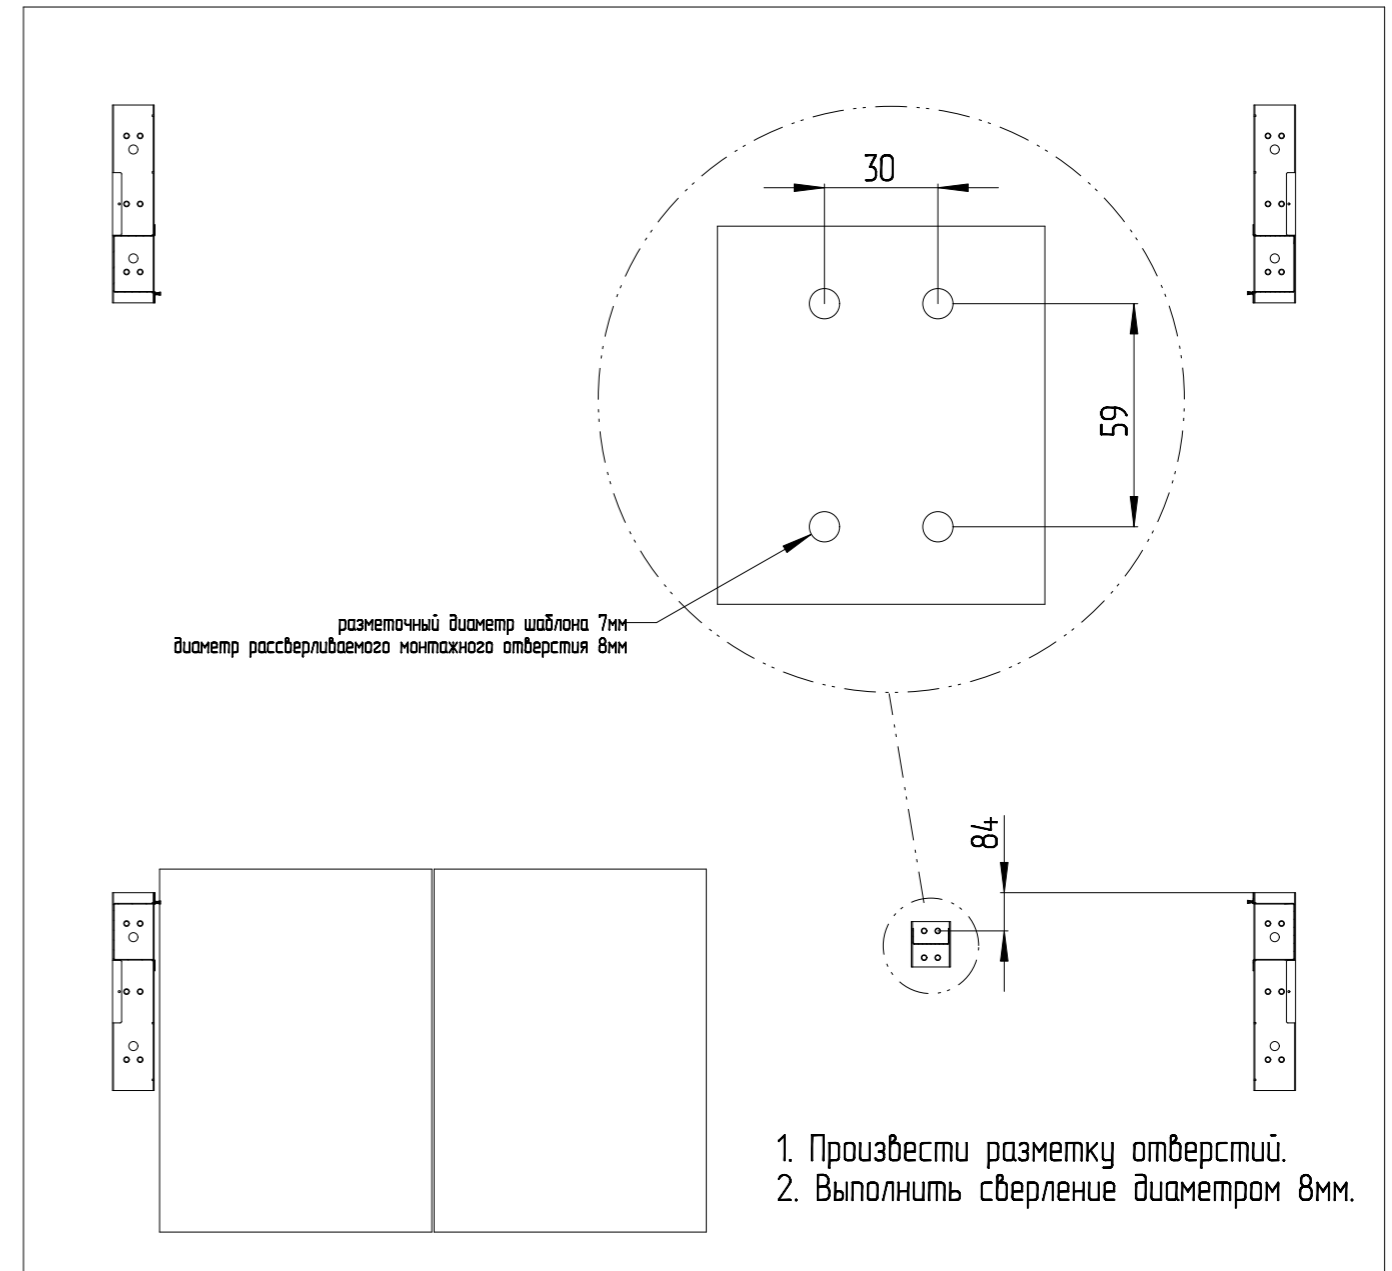 30
59
разметочный диаметр шаблона 7мм
диаметр рассверливаемого монтажного отверстия 8мм
84
1. Произвести разметку отверстий.
2. Выполнить сверление диаметром 8мм.